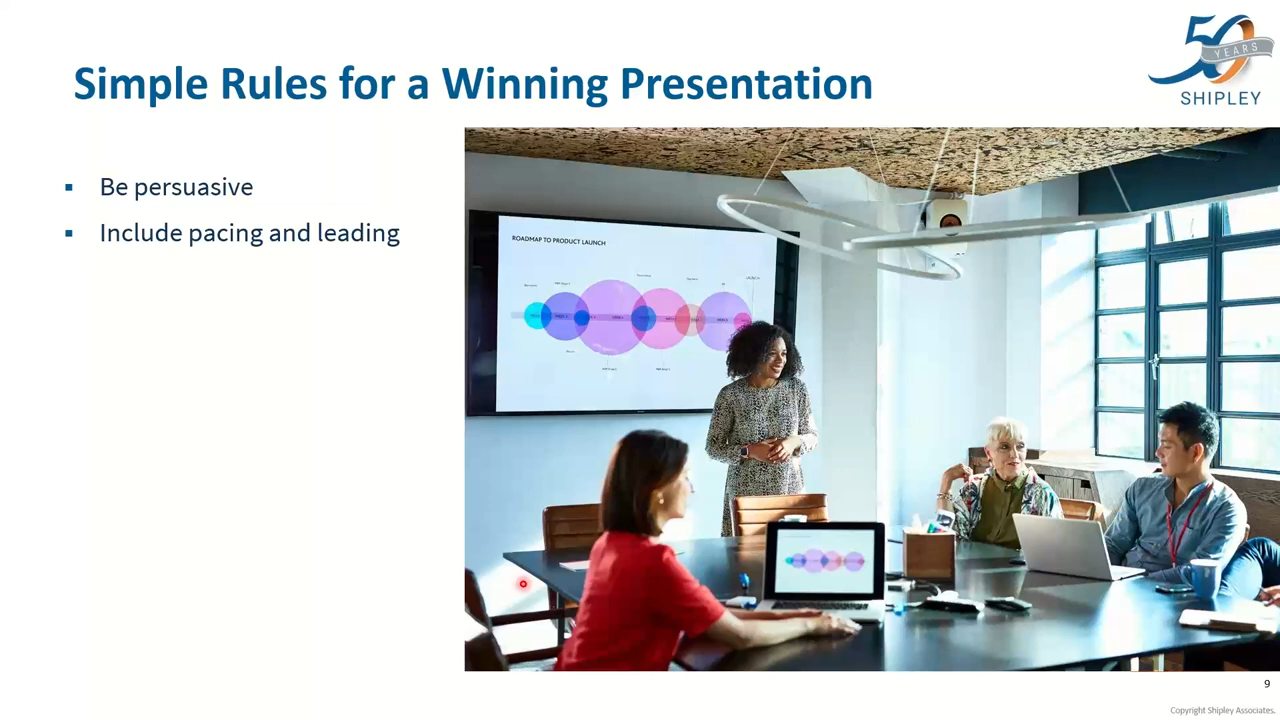 50
YEARS
SHIPLEY
Simple Rules for a Winning Presentation
▪ Be persuasive
▪ Include pacing and leading
ROADMAP TO PRODUCT LAUNCH
LAUNCH
9
Copyright Shipley Associates.